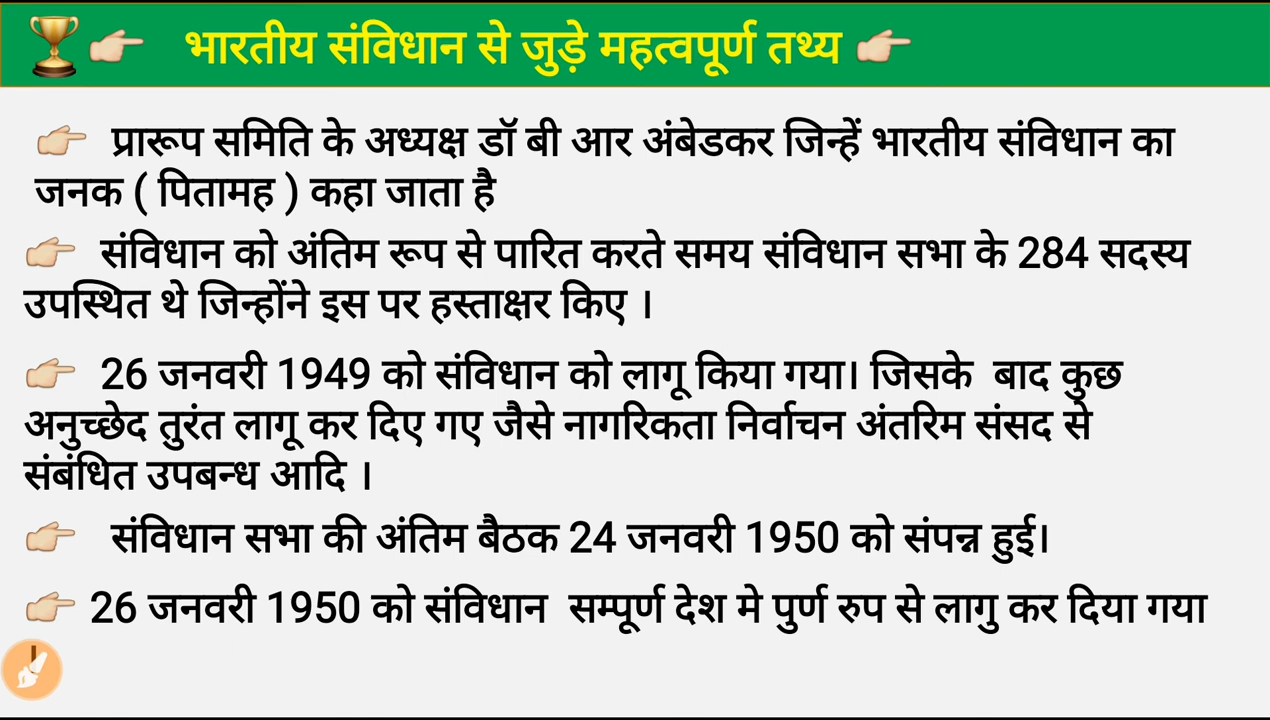 भारतीय संविधान से जुड़े महत्वपूर्ण तथ्य
प्रारूप समिति के अध्यक्ष डॉ बी आर अंबेडकर जिन्हें भारतीय संविधान का
जनक ( पितामह ) कहा जाता है
संविधान को अंतिम रूप से पारित करते समय संविधान सभा के 284 सदस्य
उपस्थित थे जिन्होंने इस पर हस्ताक्षर किए ।
26 जनवरी 1949 को संविधान को लागू किया गया। जिसके बाद कुछ
अनुच्छेद तुरंत लागू कर दिए गए जैसे नागरिकता निर्वाचन अंतरिम संसद से
संबंधित उपबन्ध आदि ।
संविधान सभा की अंतिम बैठक 24 जनवरी 1950 को संपन्न हुई।
26 जनवरी 1950 को संविधान सम्पूर्ण देश मे पुर्ण रुप से लागु कर दिया गया